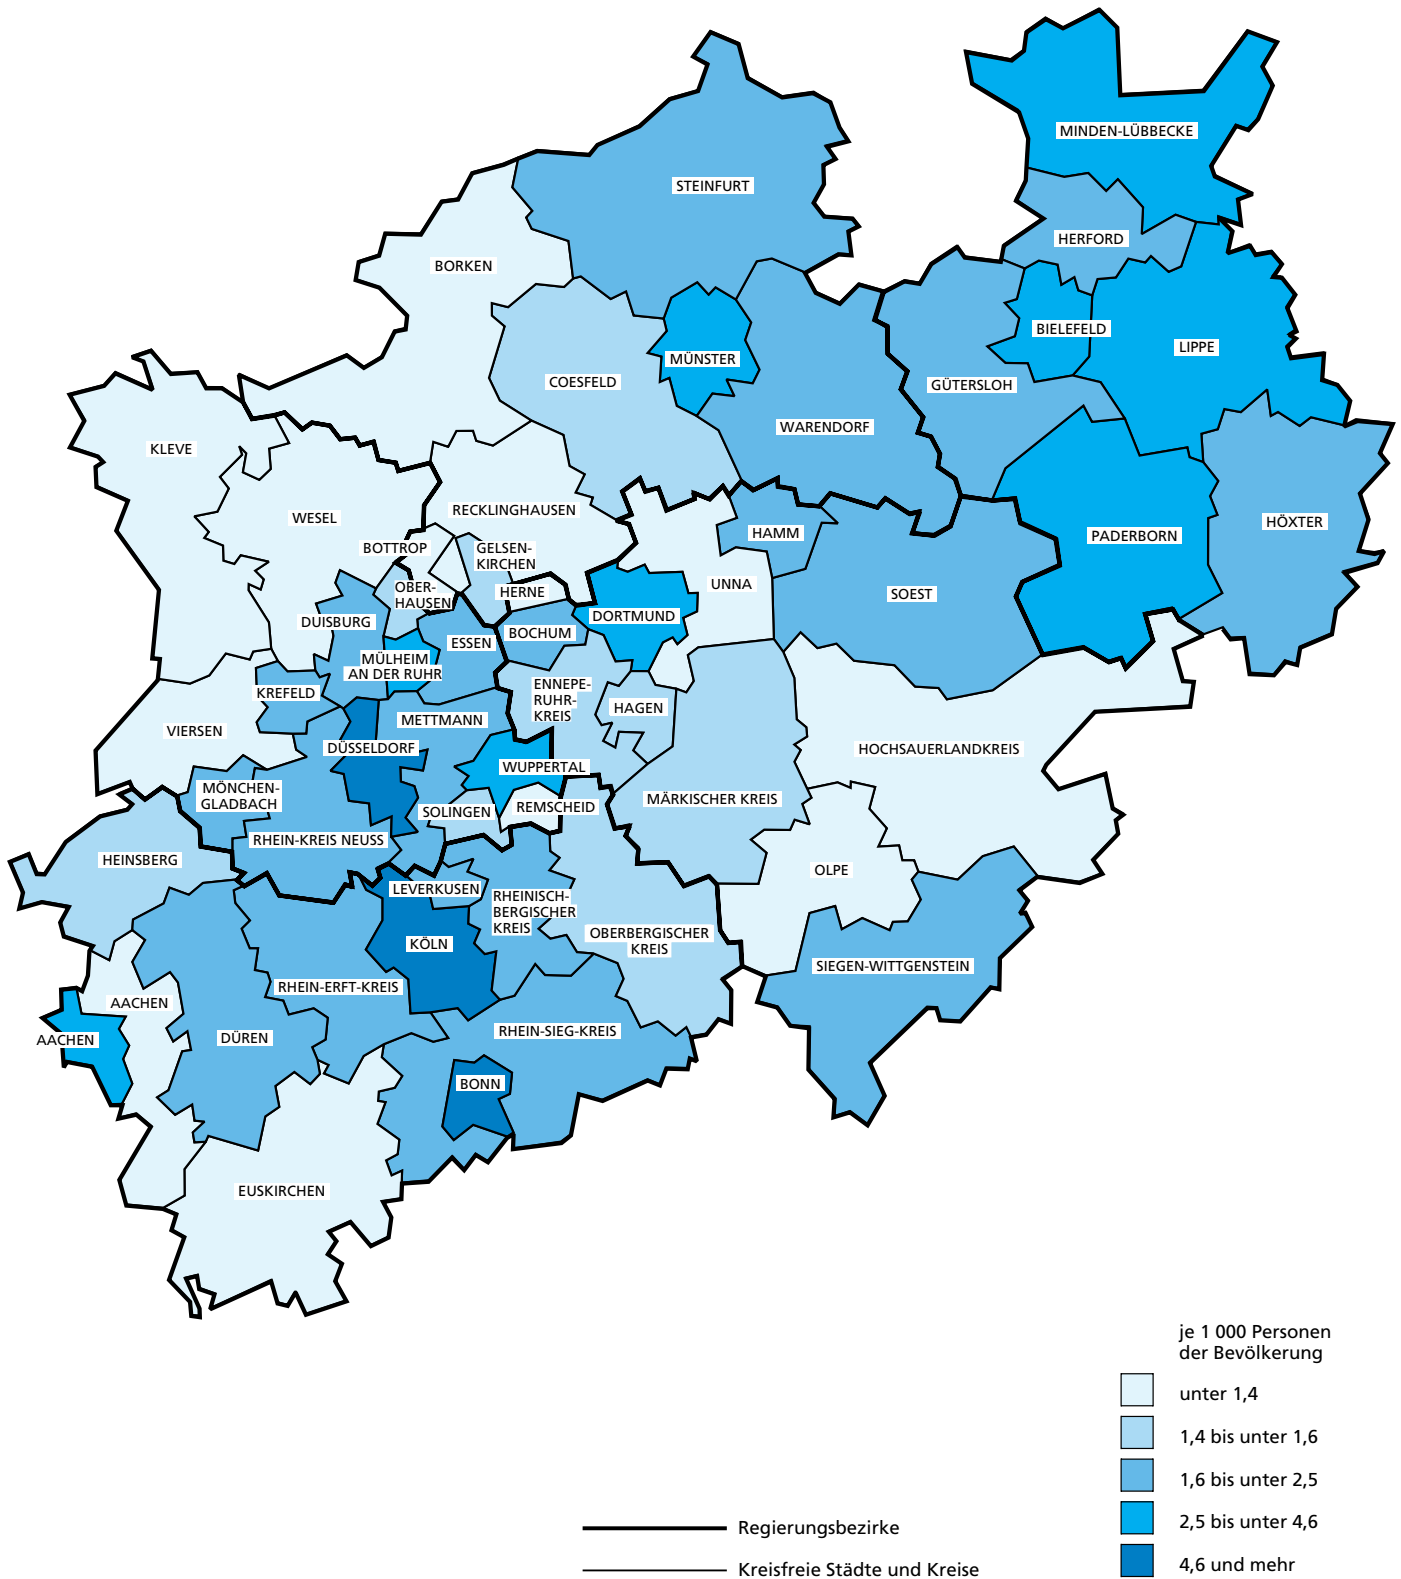 MINDEN-LÜBBECKE
STEINFURT
HERFORD
BORKEN
BIELEFELD
LIPPE
MÜNSTER
COESFELD
GÜTERSLOH
WARENDORF
KLEVE
RECKLINGHAUSEN
WESEL
HÖXTER
HAMM
PADERBORN
BOTTROP
GELSEN-
KIRCHEN
UNNA
OBER-
HAUSEN
HERNE
SOEST
DORTMUND
DUISBURG
BOCHUM
ESSEN
MÜLHEIM
AN DER RUHR
KREFELD
ENNEPE-
RUHR-
KREIS
HAGEN
METTMANN
VIERSEN
DÜSSELDORF
HOCHSAUERLANDKREIS
WUPPERTAL
MÖNCHEN-
GLADBACH
MÄRKISCHER KREIS
REMSCHEID
SOLINGEN
RHEIN-KREIS NEUSS
HEINSBERG
OLPE
LEVERKUSEN
RHEINISCH-
BERGISCHER
KREIS
OBERBERGISCHER
KREIS
KÖLN
SIEGEN-WITTGENSTEIN
RHEIN-ERFT-KREIS
AACHEN
RHEIN-SIEG-KREIS
DÜREN
AACHEN
BONN
EUSKIRCHEN
je 1 000 Personen
der Bevölkerung
unter 1,4
1,4 bis unter 1,6
1,6 bis unter 2,5
2,5 bis unter 4,6
4,6 und mehr
Regierungsbezirke
Kreisfreie Städte und Kreise